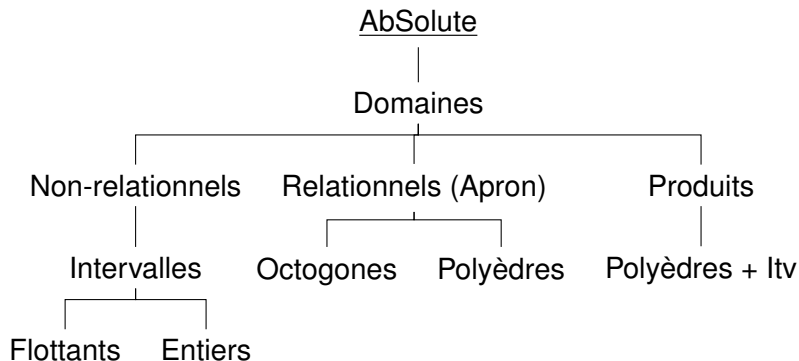 AbSolute
Domaines
Non-relationnels Relationnels (Apron) Produits
Intervalles Octogones Polyèdres Polyèdres + Itv
Flottants Entiers